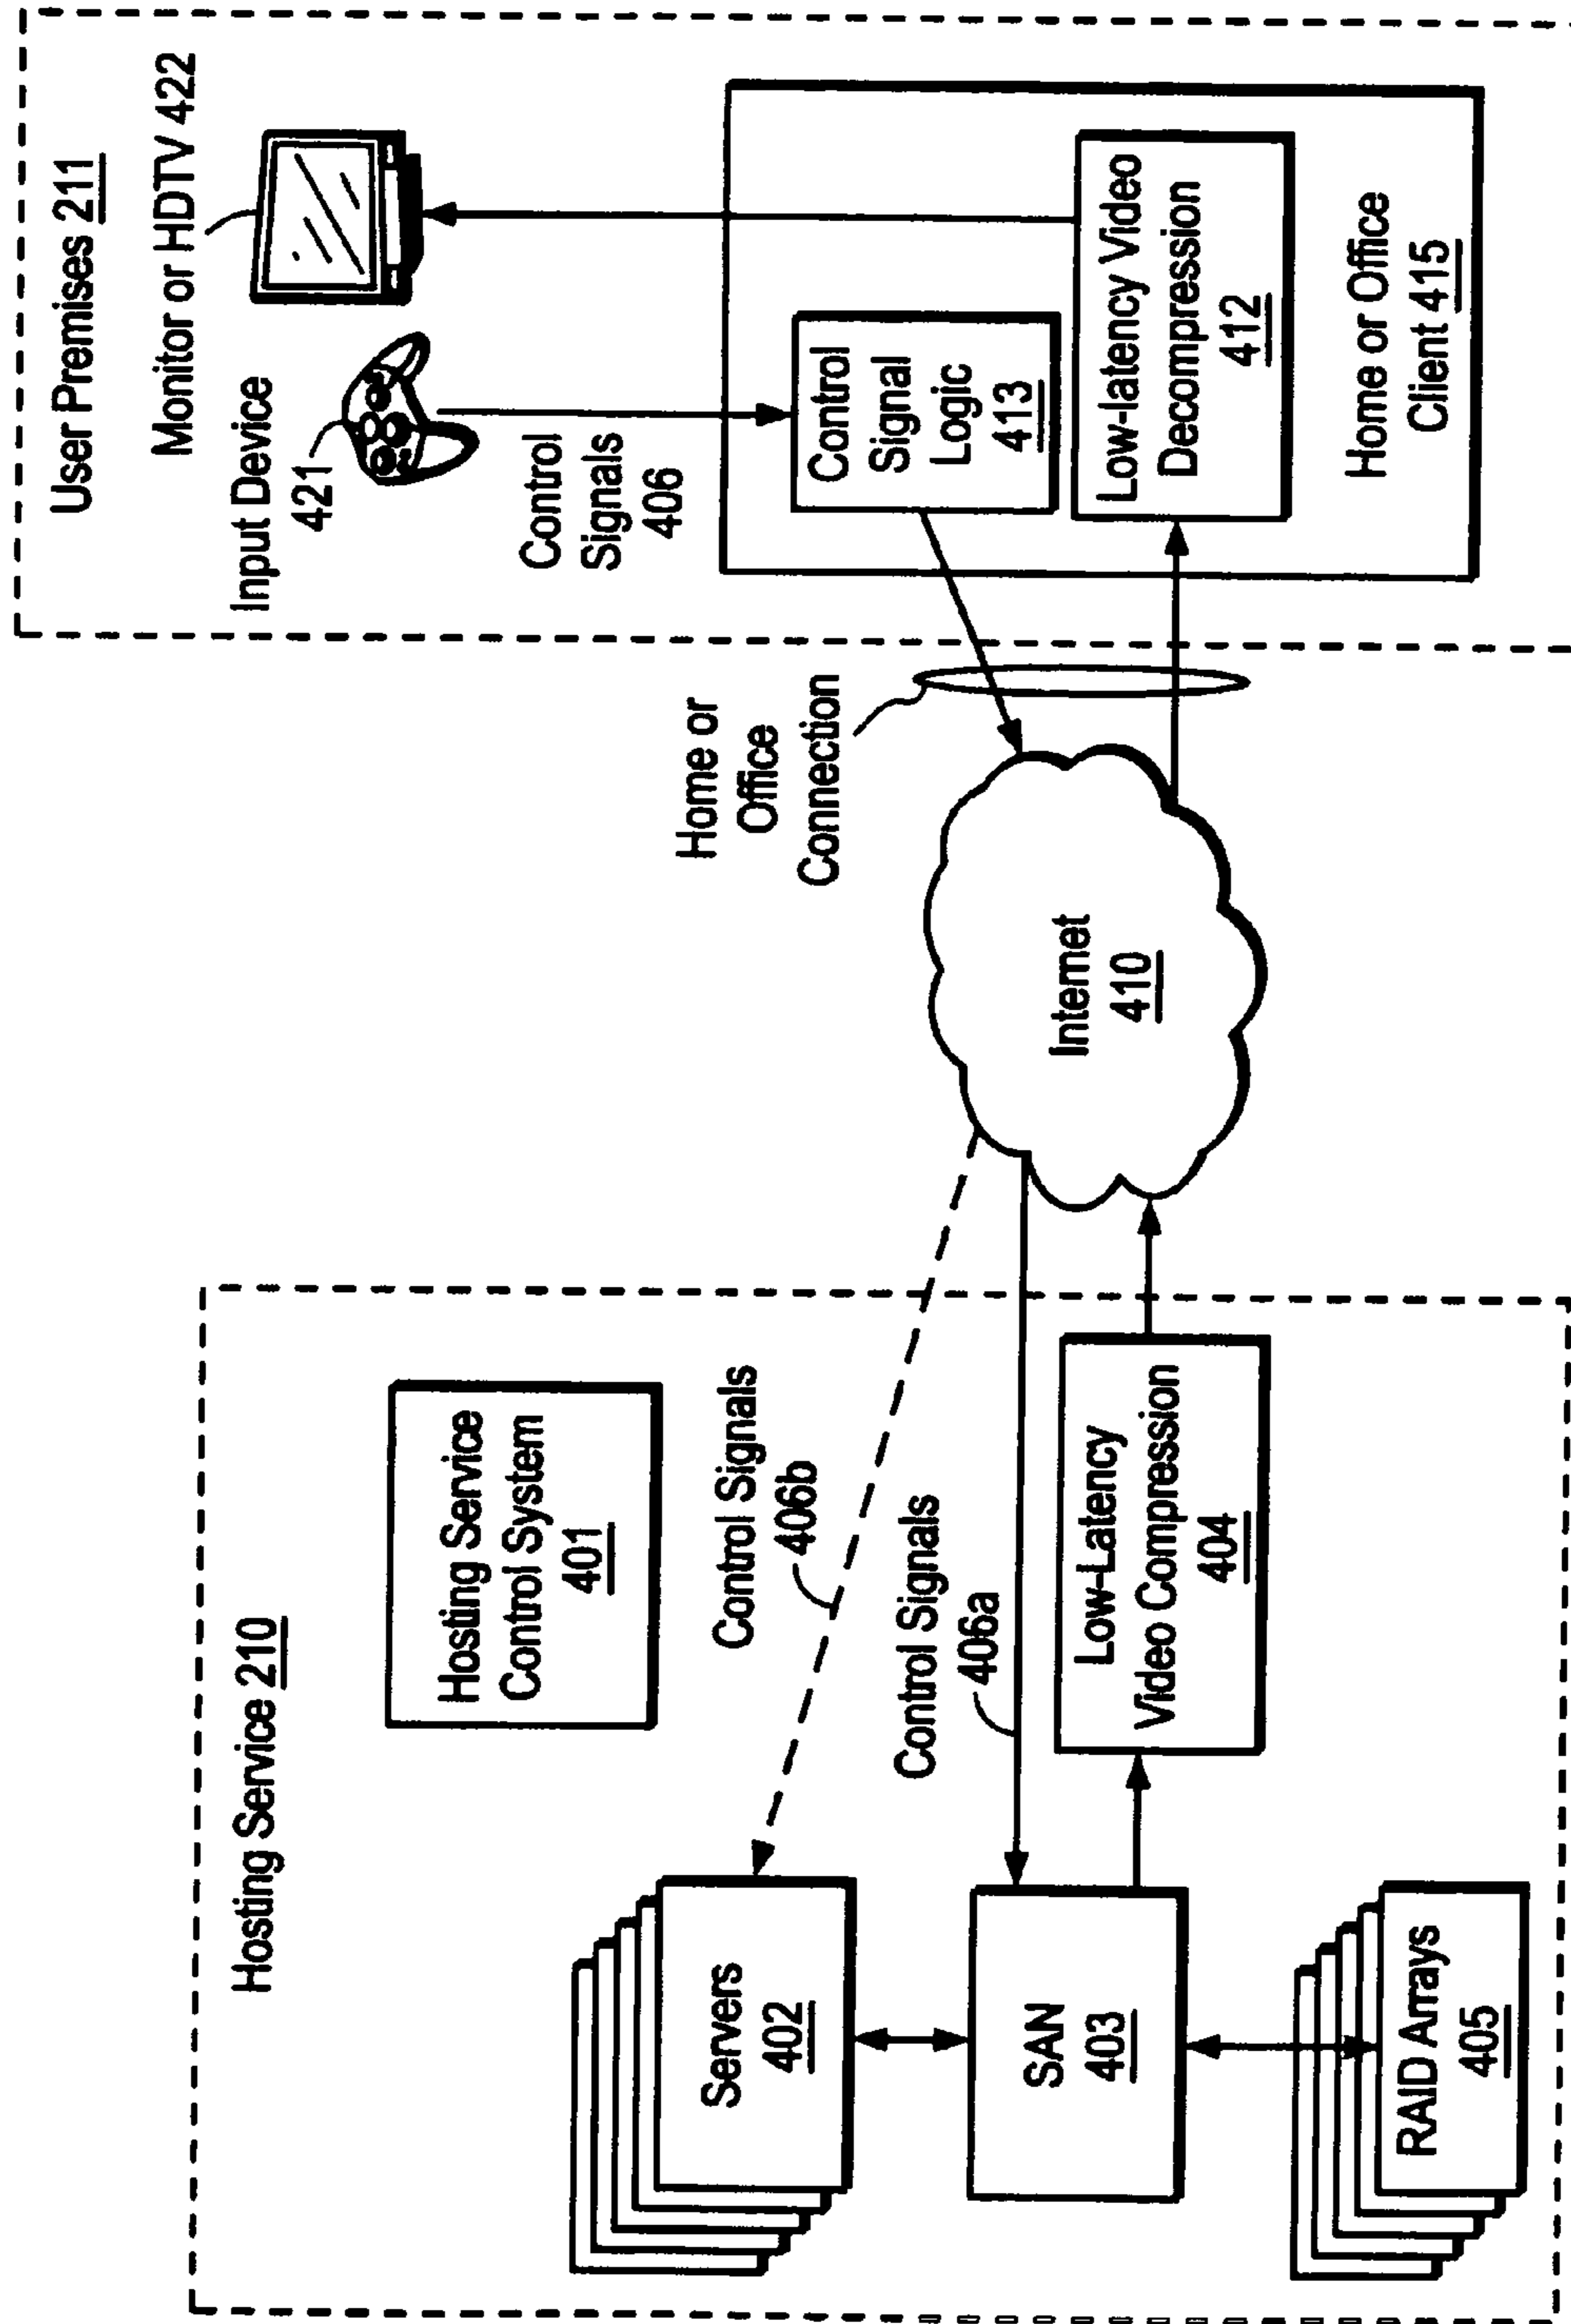 Hosting Service 210
Hosting Service
Control System
401
Servers
402
Control Signals
406b
Control Signals
406a
SAN
403
Low-Latency
Video Compression
404
RAID Arrays
405
Internet
410
Home or
Office
Connection
User Premises 211
Monitor or HDTV 422
Input Device
421
Control
Signals
406
Control
Signal
Logic
413
Low-latency Video
Decompression
412
Home or Office
Client 415